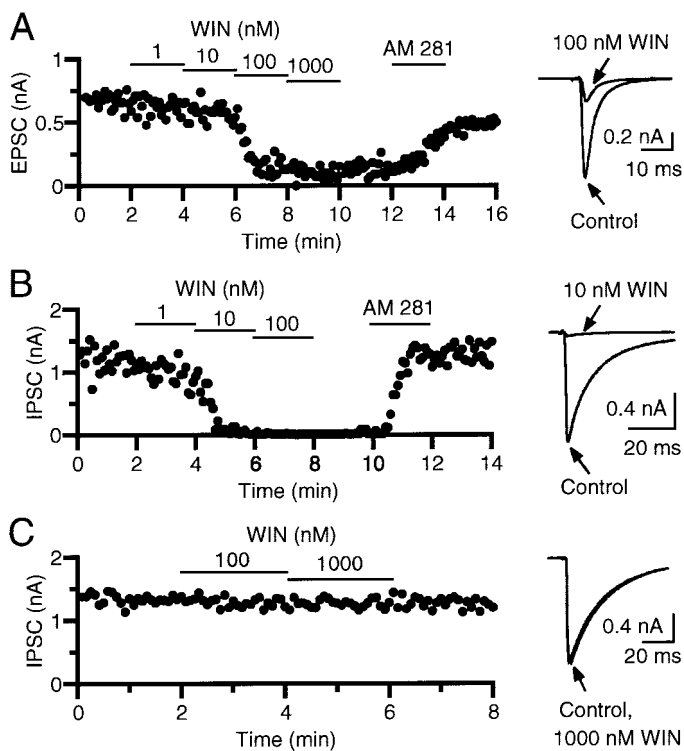 A
WIN (nM)
1 10 100 1000 AM 281
EPSC (nA)
1
0.5
0
0 2 4 6 8 10 12 14 16
Time (min)
100 nM WIN
0.2 nA
10 ms
Control
B
WIN (nM)
1 10 100 AM 281
IPSC (nA)
2
1
0
0 2 4 6 8 10 12 14
Time (min)
10 nM WIN
0.4 nA
20 ms
Control
C
WIN (nM)
100 1000
IPSC (nA)
2
1
0
0 2 4 6 8
Time (min)
0.4 nA
20 ms
Control,
1000 nM WIN